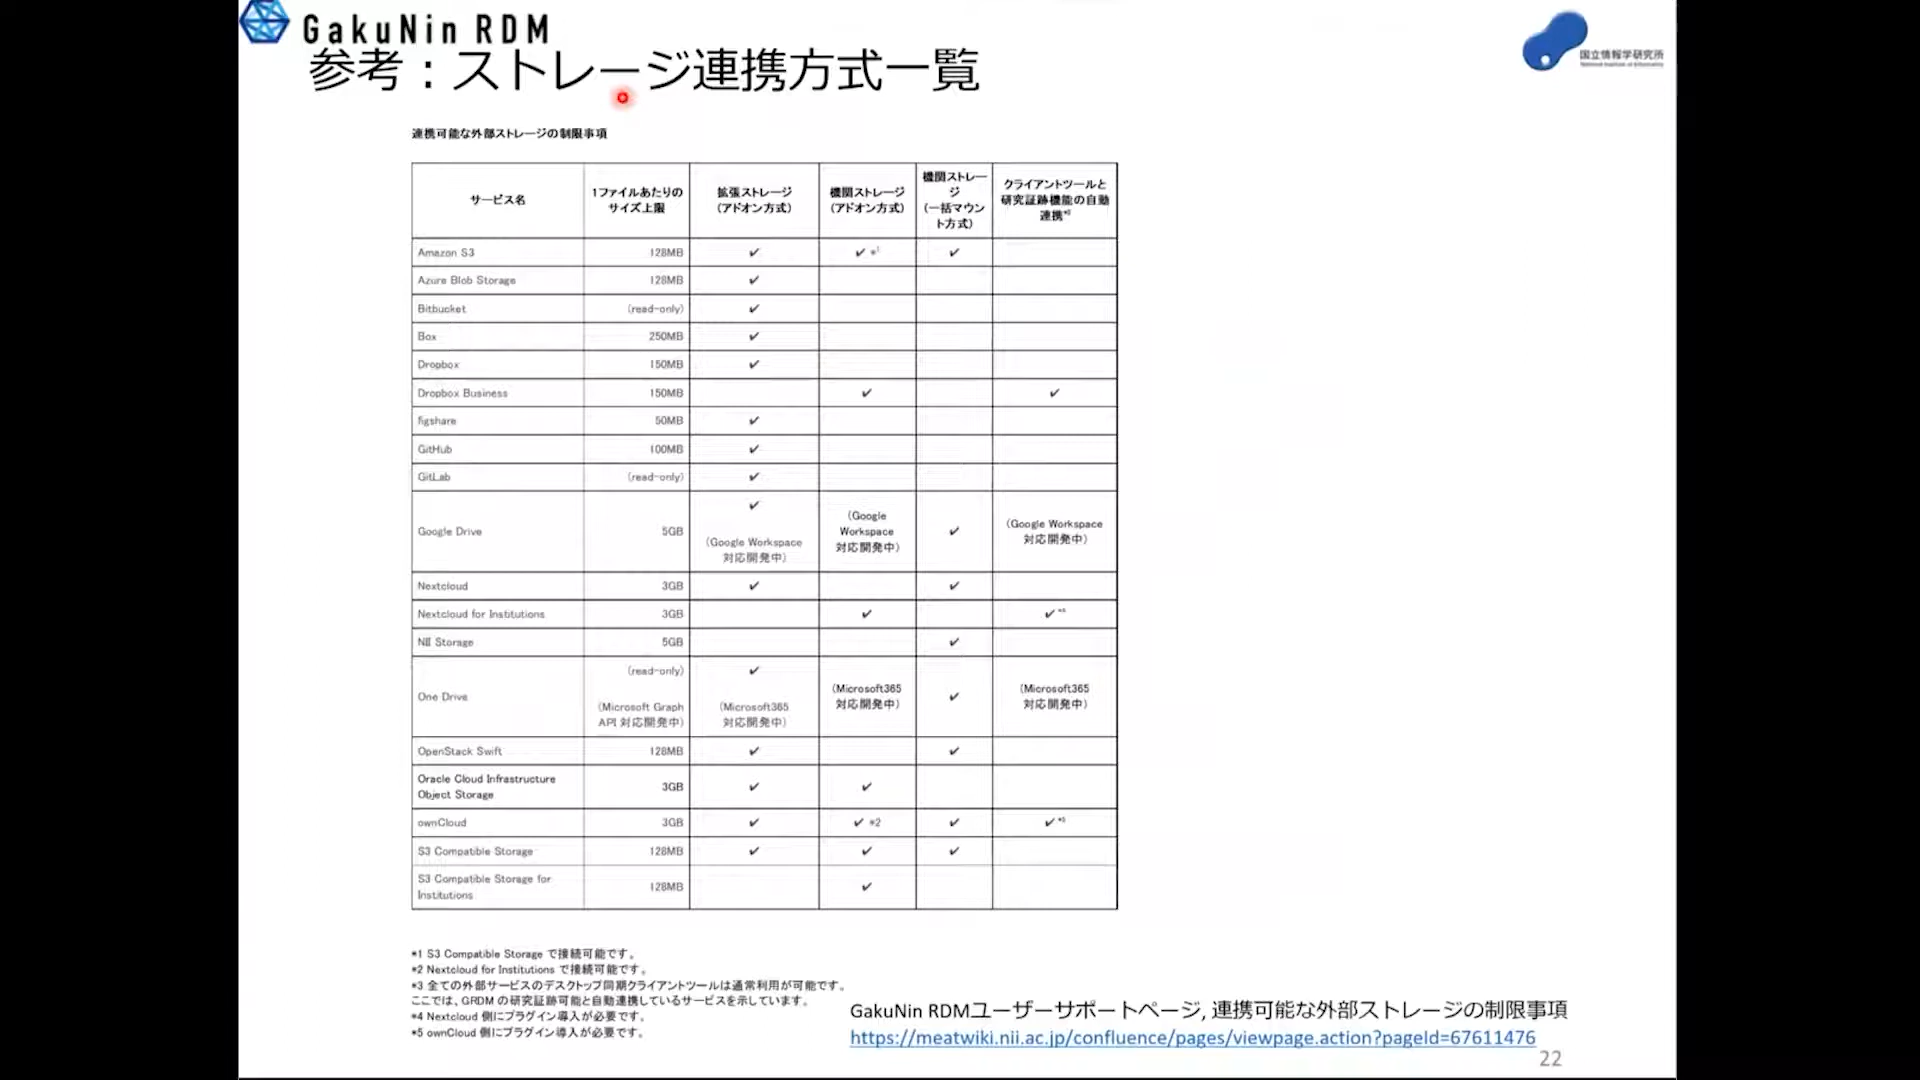 GakuNin RDM
参考：ストレージ連携方式一覧
国立情報学研究所
National Institute of Informatics
連携可能な外部ストレージの制限事項
サービス名
1ファイルあたりの
サイズ上限
拡張ストレージ
(アドオン方式)
機関ストレージ
(アドオン方式)
機関ストレー
ジ
(一括マウン
ト方式)
クライアントツールと
研究証跡機能の自動
連携*3
Amazon S3 128MB ✔ ✔ *1 ✔
Azure Blob Storage 128MB ✔
Bitbucket (read-only) ✔
Box 250MB ✔
Dropbox 150MB ✔
Dropbox Business 150MB ✔ ✔
figshare 50MB ✔
GitHub 100MB ✔
GitLab (read-only) ✔
Google Drive 5GB
✔
(Google Workspace
対応開発中)
(Google
Workspace
対応開発中)
✔
(Google Workspace
対応開発中)
Nextcloud 3GB ✔ ✔
Nextcloud for Institutions 3GB ✔ ✔
NII Storage 5GB ✔
One Drive
(read-only)
(Microsoft Graph
API 対応開発中)
✔
(Microsoft365
対応開発中)
(Microsoft365
対応開発中)
✔
(Microsoft365
対応開発中)
OpenStack Swift 128MB ✔ ✔
Oracle Cloud Infrastructure
Object Storage
3GB ✔ ✔
ownCloud 3GB ✔ ✔ *2 ✔ ✔ *5
S3 Compatible Storage 128MB ✔ ✔ ✔
S3 Compatible Storage for
Institutions
128MB ✔
*1 S3 Compatible Storage で接続可能です。
*2 Nextcloud for Institutions で接続可能です。
*3 全ての外部サービスのデスクトップ同期クライアントツールは通常利用が可能です。
ここでは、GRDM の研究証跡可能と自動連携しているサービスを示しています。
*4 Nextcloud 側にプラグイン導入が必要です。
*5 ownCloud 側にプラグイン導入が必要です。
GakuNin RDMユーザーサポートページ, 連携可能な外部ストレージの制限事項
https://meatwiki.nii.ac.jp/confluence/pages/viewpage.action?pageId=67611476
22